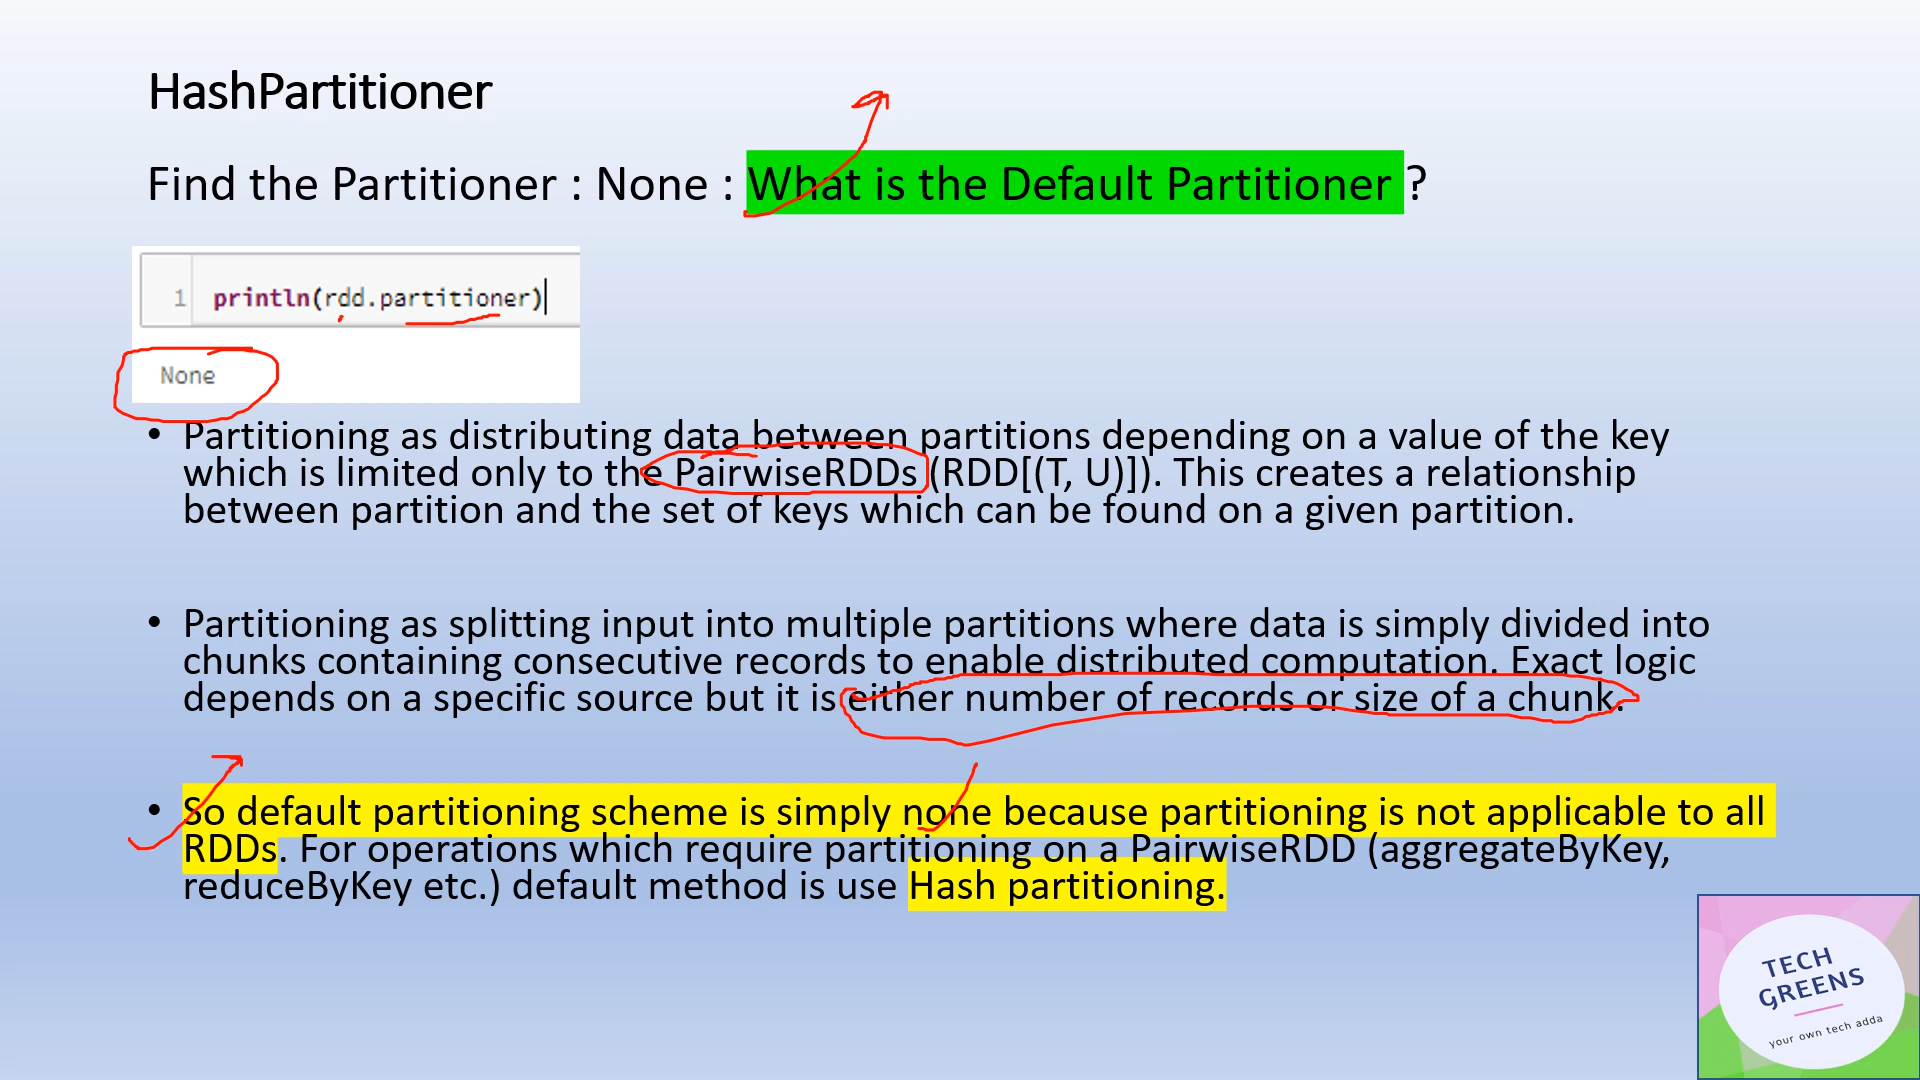 HashPartitioner
Find the Partitioner : None : What is the Default Partitioner ?
1 println(rdd.partitioner)
None
• Partitioning as distributing data between partitions depending on a value of the key
which is limited only to the PairwiseRDDs (RDD[(T, U)]). This creates a relationship
between partition and the set of keys which can be found on a given partition.
• Partitioning as splitting input into multiple partitions where data is simply divided into
chunks containing consecutive records to enable distributed computation. Exact logic
depends on a specific source but it is either number of records or size of a chunk.
• So default partitioning scheme is simply none because partitioning is not applicable to all
RDDs. For operations which require partitioning on a PairwiseRDD (aggregateByKey,
reduceByKey etc.) default method is use Hash partitioning.
TECH
GREENS
your own tech adda